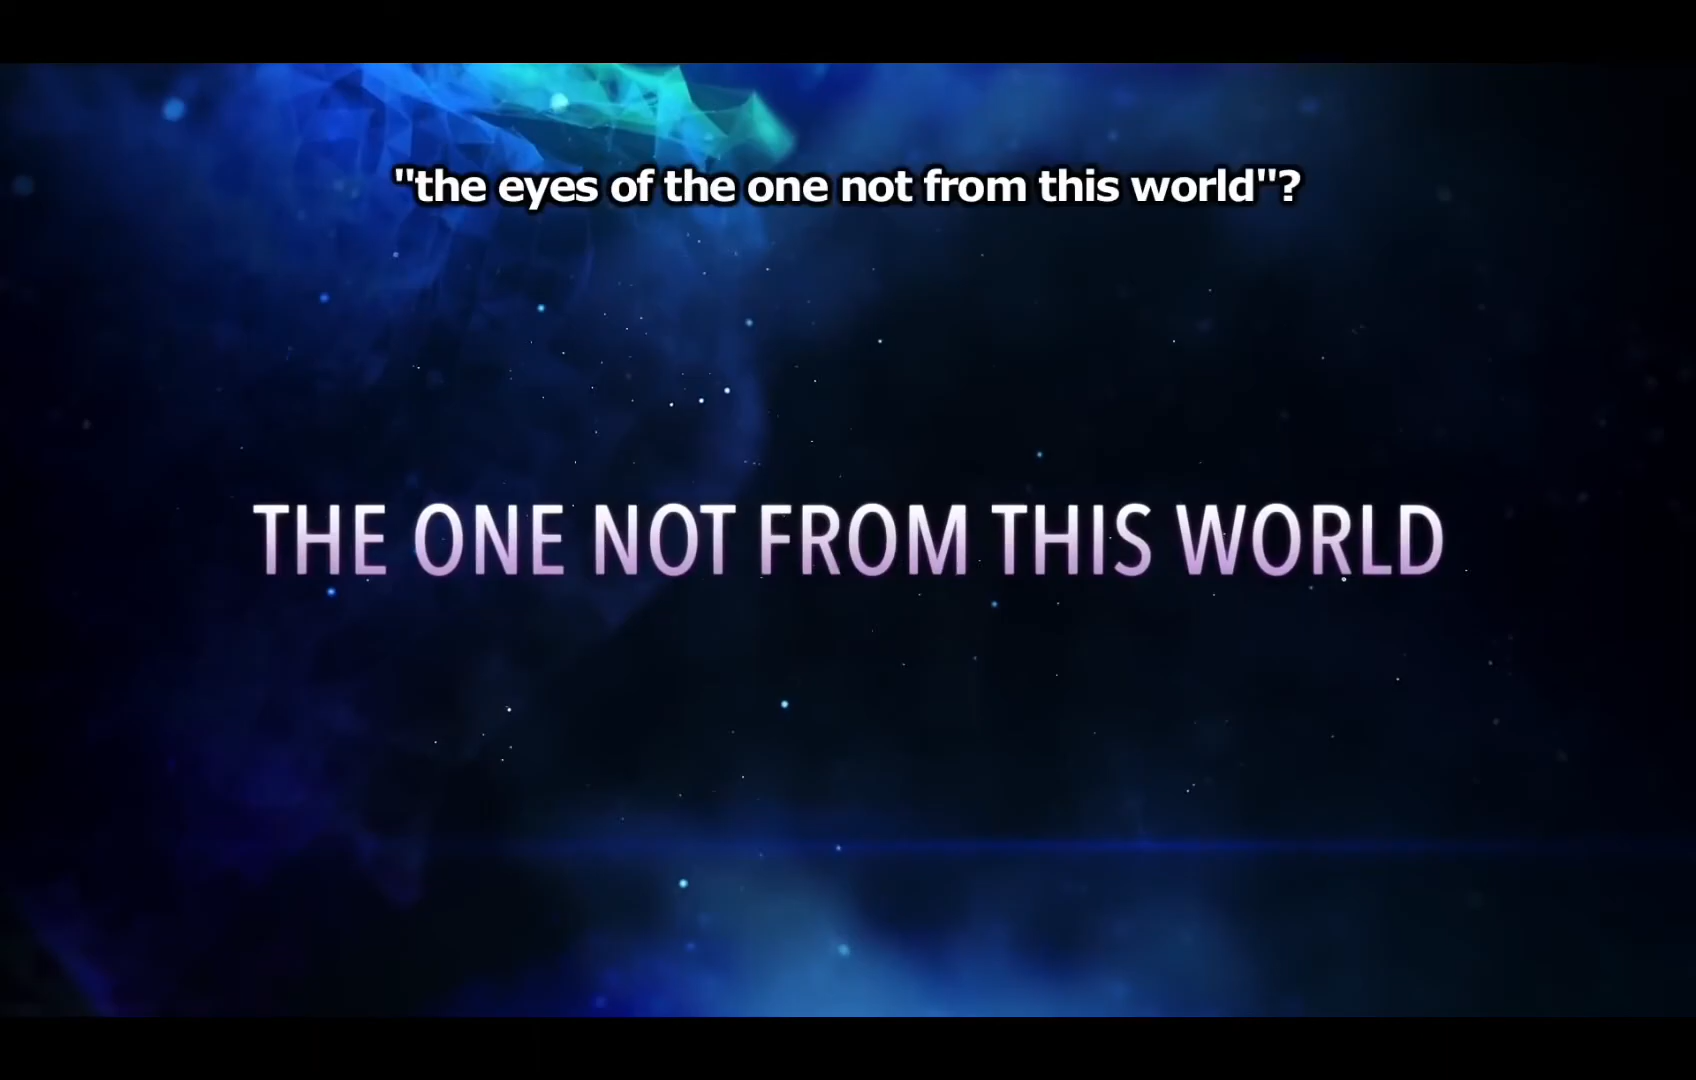 "the eyes of the one not from this world"?
THE ONE NOT FROM THIS WORLD